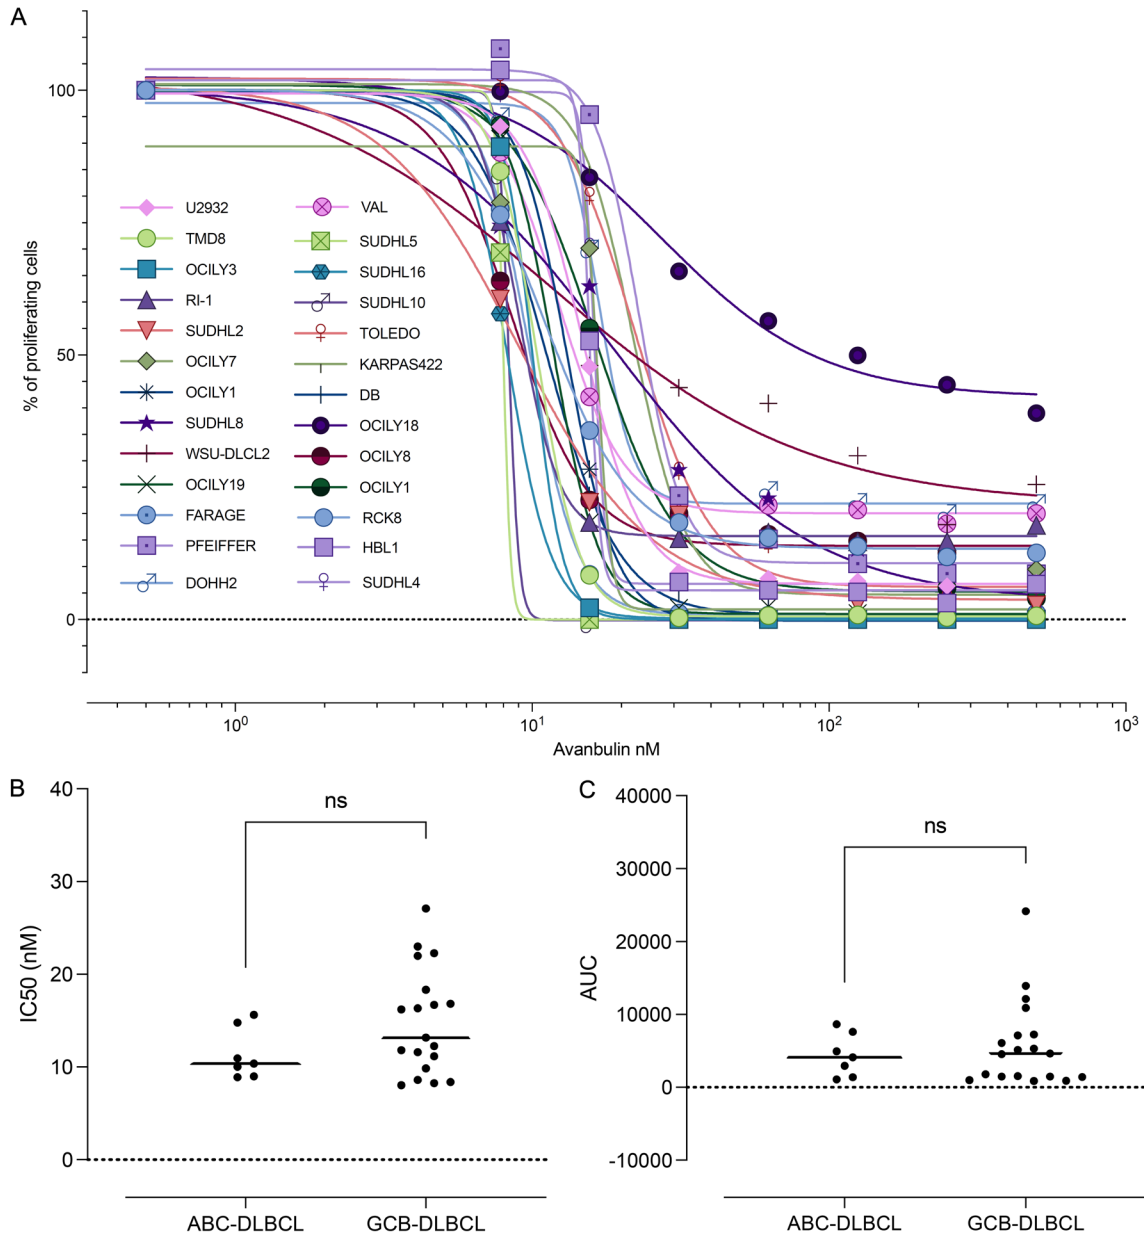 A
% of proliferating cells
100
50
0
U2932
TMD8
OCILY3
RI-1
SUDHL2
OCILY7
OCILY1
SUDHL8
WSU-DLCL2
OCILY19
FARAGE
PFEIFFER
DOHH2
VAL
SUDHL5
SUDHL16
SUDHL10
TOLEDO
KARPAS422
DB
OCILY18
OCILY8
OCILY1
RCK8
HBL1
SUDHL4
10⁰ 10¹ 10² 10³
Avanbulin nM
B
IC50 (nM)
40
30
20
10
0
ns
ABC-DLBCL GCB-DLBCL
C
AUC
40000
30000
20000
10000
0
-10000
ns
ABC-DLBCL GCB-DLBCL